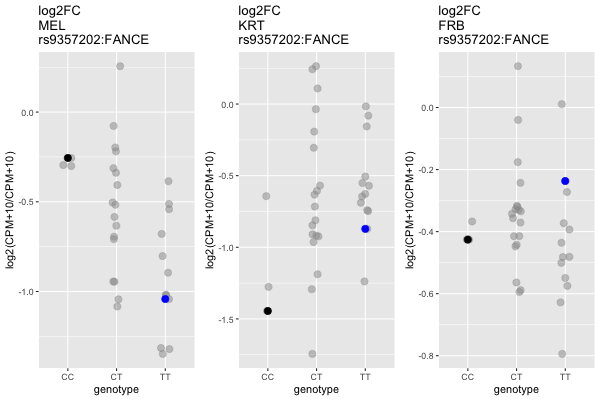 log2FC
MEL
rs9357202:FANCE
log2(CPM+10/CPM+10)
0.0
-0.5
-1.0
CC
CT
TT
genotype
log2FC
KRT
rs9357202:FANCE
log2(CPM+10/CPM+10)
0.0
-0.5
-1.0
-1.5
CC
CT
TT
genotype
log2FC
FRB
rs9357202:FANCE
log2(CPM+10/CPM+10)
0.0
-0.2
-0.4
-0.6
-0.8
CC
CT
TT
genotype